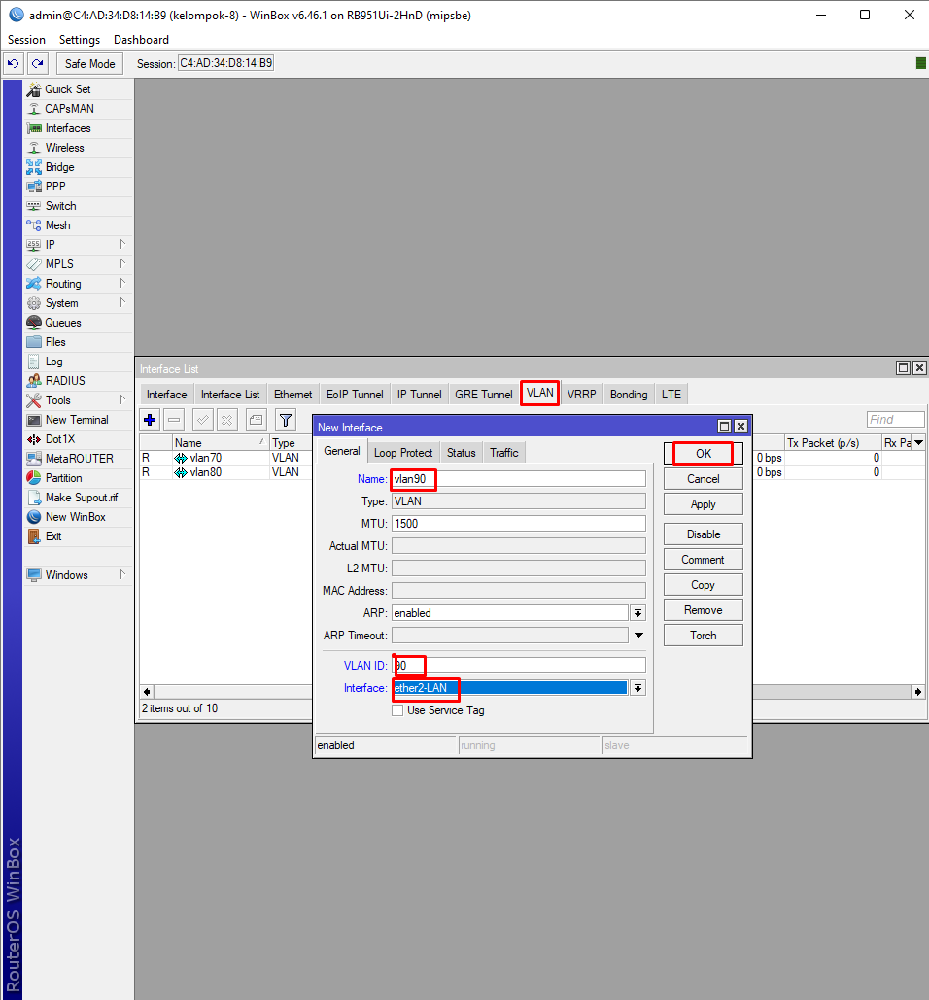 admin@C4:AD:34:D8:14:B9 (kelompok-8) - WinBox v6.46.1 on RB951Ui-2HnD (mipsbe)
Session Settings Dashboard
Safe Mode Session: C4:AD:34:D8:14:B9
Quick Set
CAPsMAN
Interfaces
Wireless
Bridge
PPP
Switch
Mesh
IP
MPLS
Routing
System
Queues
Files
Log
RADIUS
Tools
New Terminal
Dot1X
MetaROUTER
Partition
Make Supout.rif
New WinBox
Exit
Windows
RouterOS WinBox
Interface List
Interface Interface List Ethernet EoIP Tunnel IP Tunnel GRE Tunnel VLAN VRRP Bonding LTE
Find
Name Type Tx Packet (p/s) Rx Pa
R vlan70 VLAN 0 bps 0
R vlan80 VLAN 0 bps 0
2 items out of 10
New Interface
General Loop Protect Status Traffic
Name: vlan90
Type: VLAN
MTU: 1500
Actual MTU:
L2 MTU:
MAC Address:
ARP: enabled
ARP Timeout:
VLAN ID: 90
Interface: ether2-LAN
Use Service Tag
OK
Cancel
Apply
Disable
Comment
Copy
Remove
Torch
enabled running slave